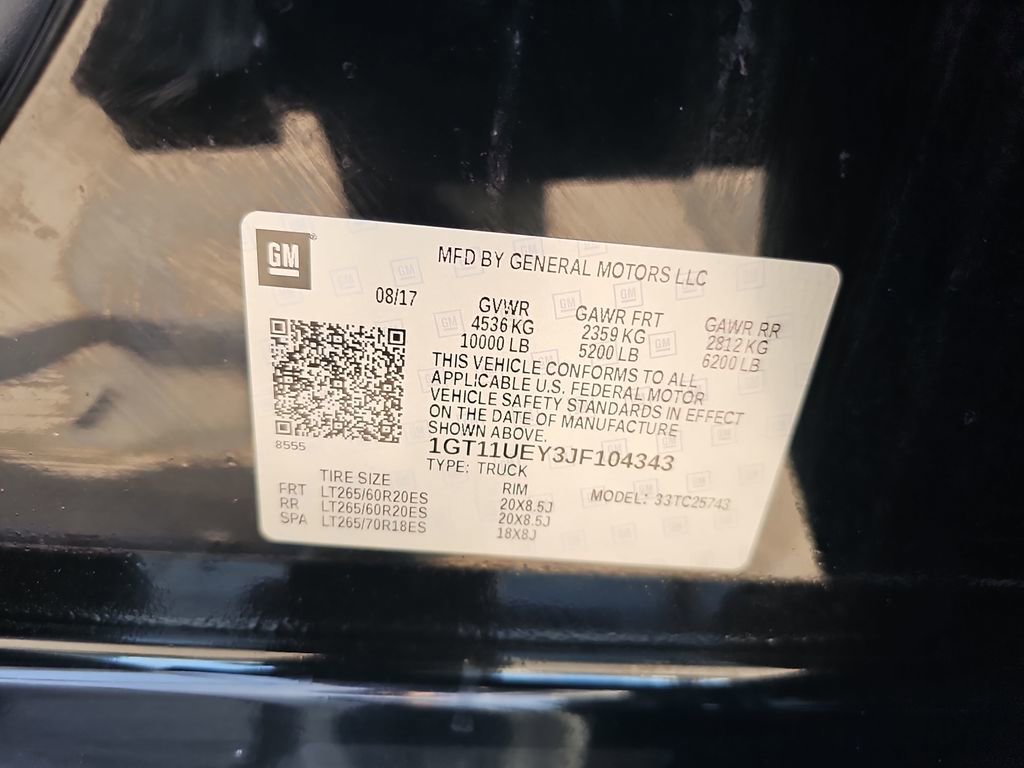 GM
MFD BY GENERAL MOTORS LLC
08/17
GVWR GAWR FRT GAWR RR
4536 KG 2359 KG 2812 KG
10000 LB 5200 LB 6200 LB
THIS VEHICLE CONFORMS TO ALL
APPLICABLE U.S. FEDERAL MOTOR
VEHICLE SAFETY STANDARDS IN EFFECT
ON THE DATE OF MANUFACTURE
SHOWN ABOVE.
8555
1GT11UEY3JF104343
TYPE: TRUCK
TIRE SIZE RIM MODEL: 33TC25743
FRT LT265/60R20ES 20X8.5J
RR LT265/60R20ES 20X8.5J
SPA LT265/70R18ES 18X8J